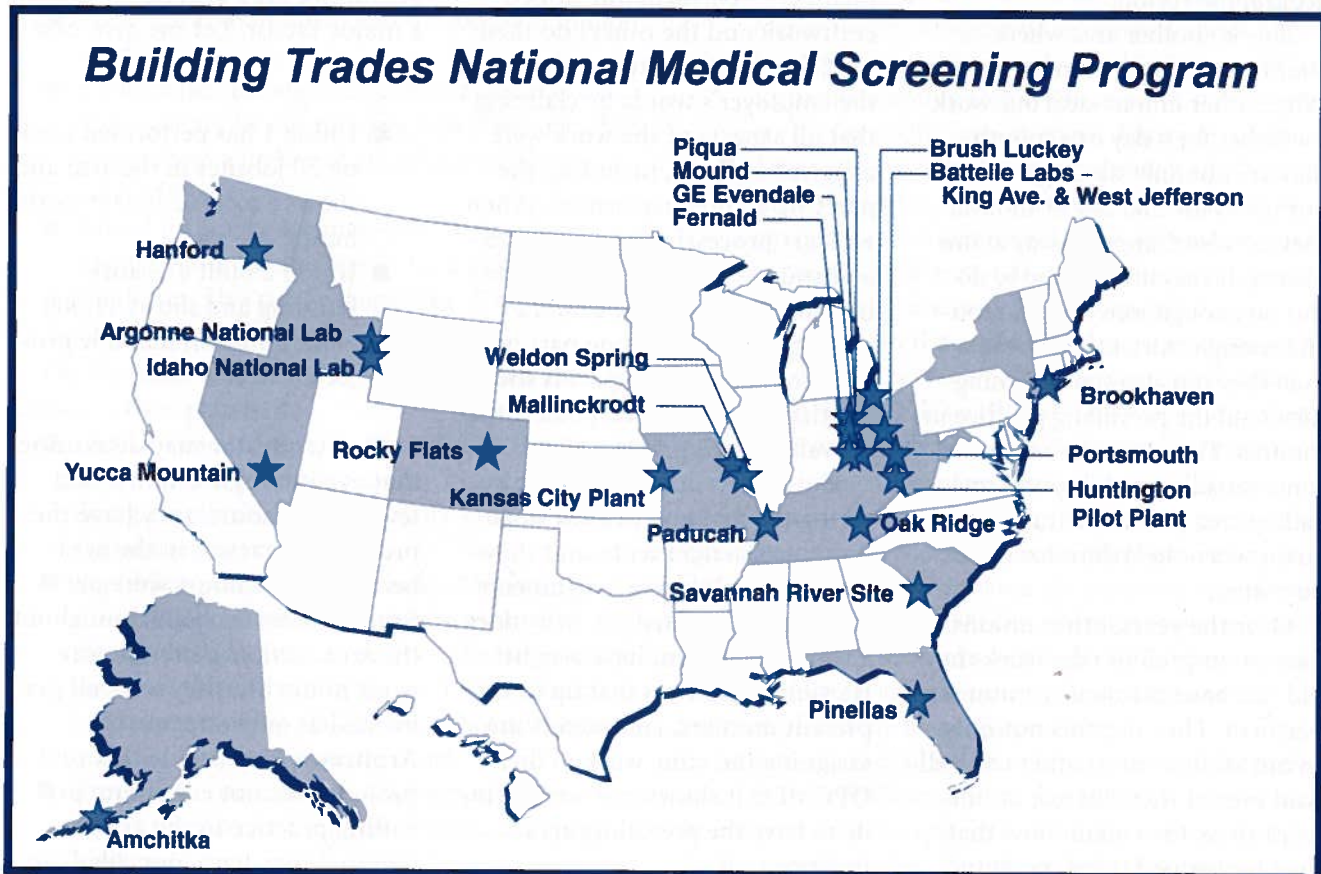 Building Trades National Medical Screening Program
Piqua
Mound
GE Evendale
Fernald
Brush Luckey
Battelle Labs -
King Ave. & West Jefferson
Hanford
Argonne National Lab
Idaho National Lab
Weldon Spring
Mallinckrodt
Brookhaven
Yucca Mountain
Rocky Flats
Kansas City Plant
Portsmouth
Huntington
Pilot Plant
Paducah
Oak Ridge
Savannah River Site
Pinellas
Amchitka